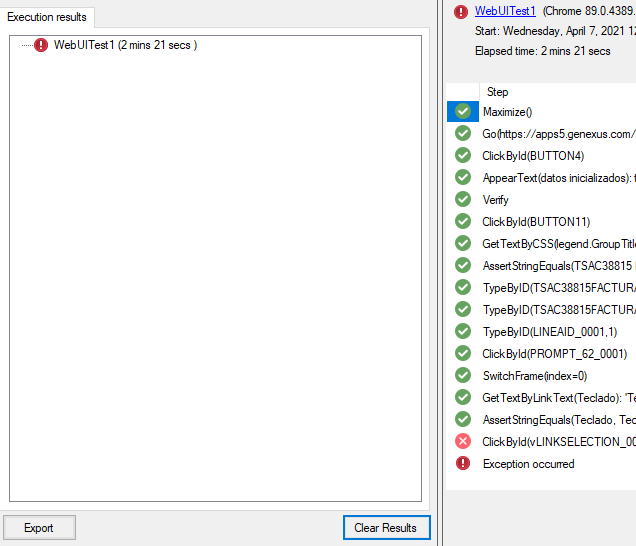 Execution results
WebUITest1 (2 mins 21 secs )
Export
Clear Results
WebUITest1 (Chrome 89.0.4389.
Start: Wednesday, April 7, 2021 12
Elapsed time: 2 mins 21 secs
Step
Maximize()
Go(https://apps5.genexus.com/
ClickById(BUTTON4)
AppearText(datos inicializados): t
Verify
ClickById(BUTTON11)
GetTextByCSS(legend.GroupTitle
AssertStringEquals(TSAC38815
TypeByID(TSAC38815FACTURA
TypeByID(TSAC38815FACTURA
TypeByID(LINEAID_0001,1)
ClickById(PROMPT_62_0001)
SwitchFrame(index=0)
GetTextByLinkText(Teclado): 'Te
AssertStringEquals(Teclado, Tec
ClickById(vLINKSELECTION_00
Exception occurred